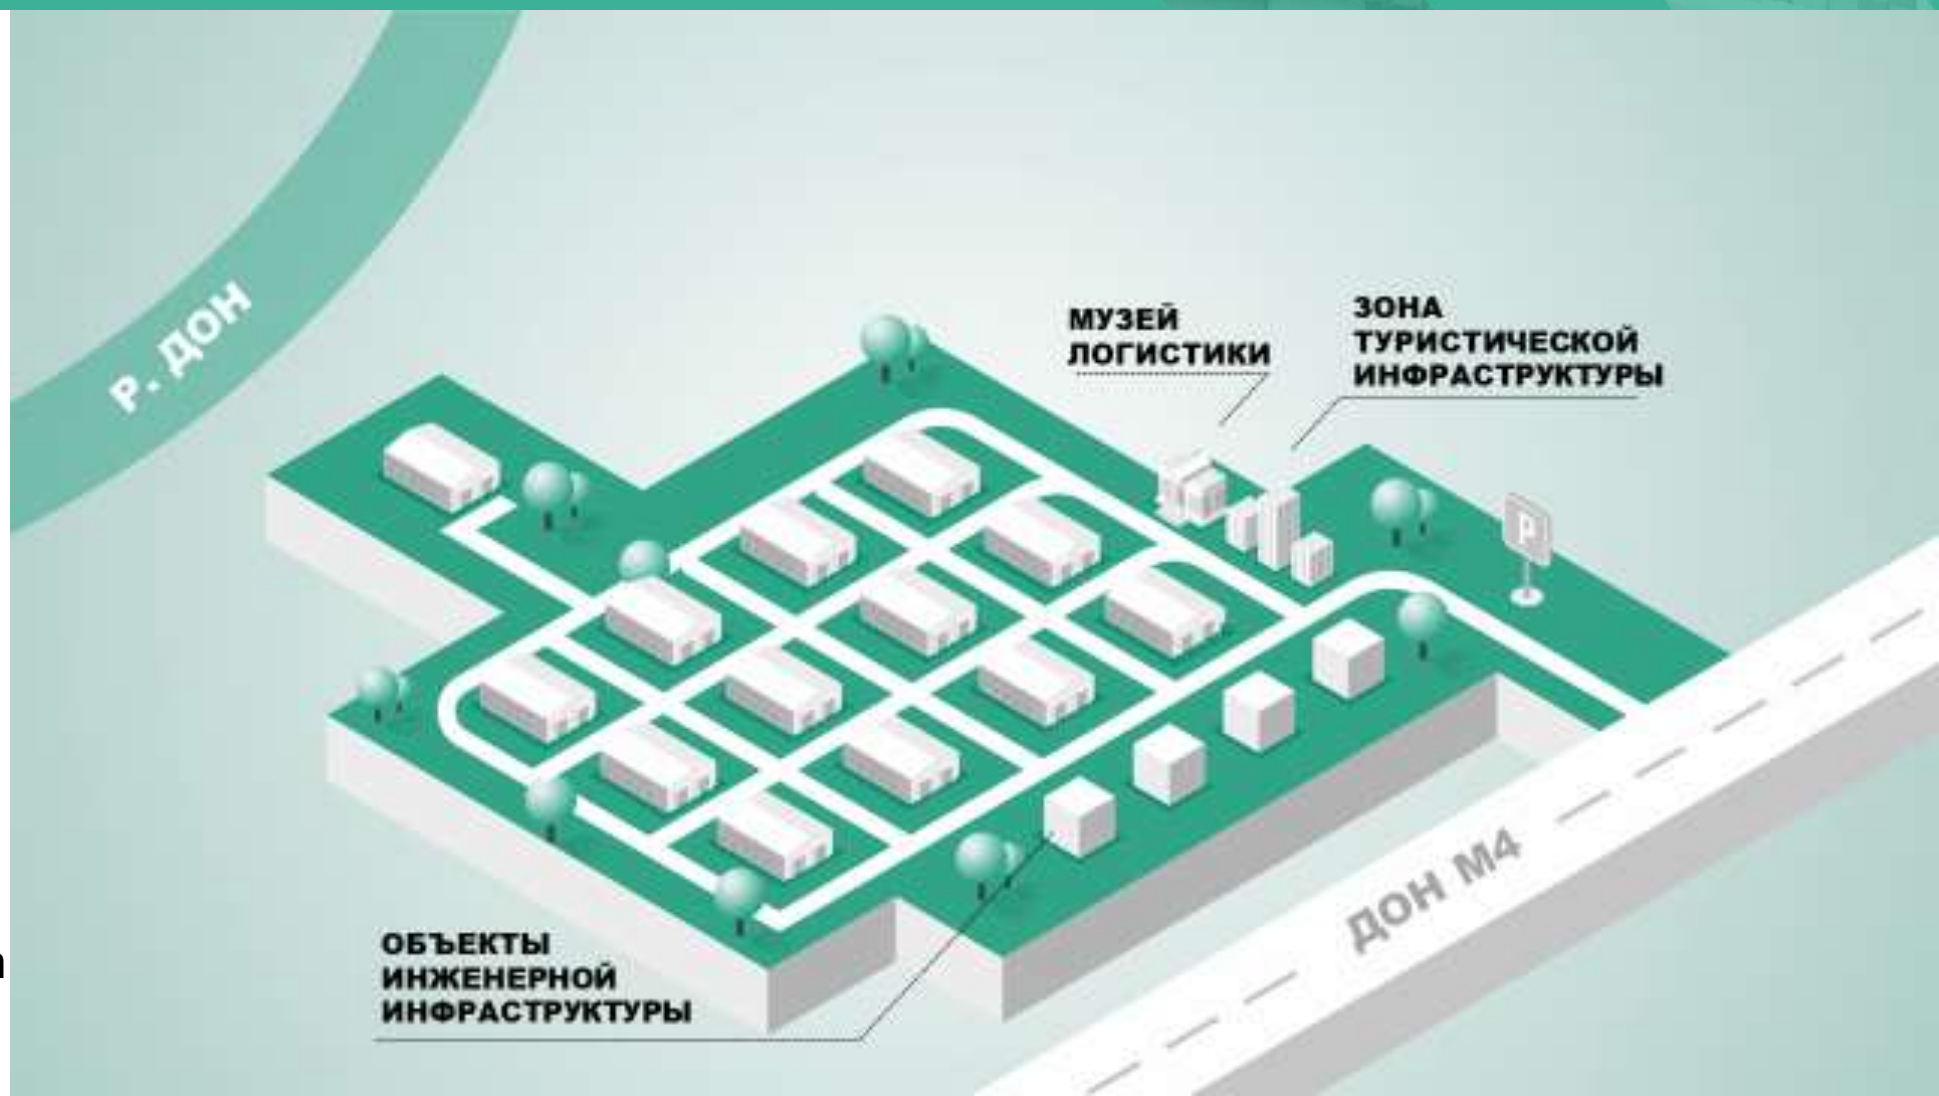 Р. ДОН
МУЗЕЙ
ЛОГИСТИКИ
ЗОНА
ТУРИСТИЧЕСКОЙ
ИНФРАСТРУКТУРЫ
P
ДОН М4
ОБЪЕКТЫ
ИНЖЕНЕРНОЙ
ИНФРАСТРУКТУРЫ